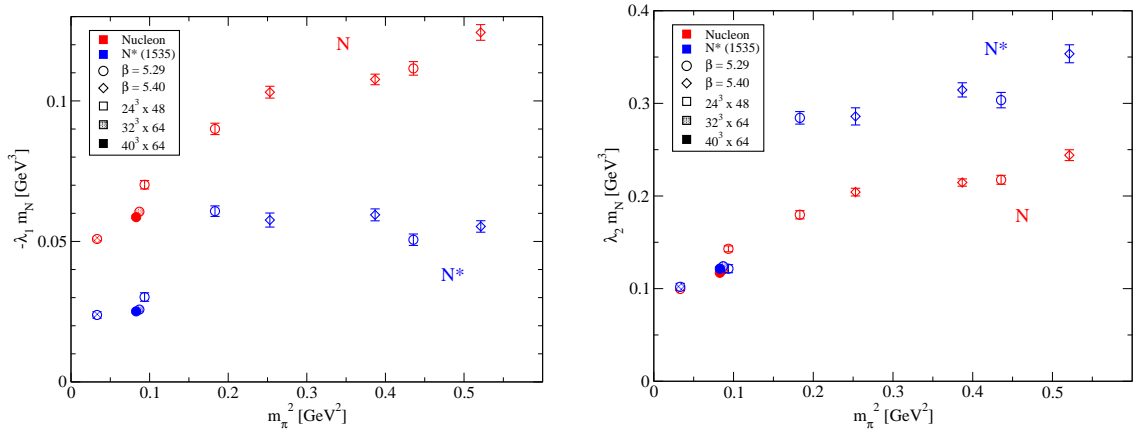 Nucleon
N* (1535)
β = 5.29
β = 5.40
24³ x 48
32³ x 64
40³ x 64
N
N*
0.1
0.05
0
-λ₁ m_N [GeV³]
0 0.1 0.2 0.3 0.4 0.5
m_π² [GeV²]
Nucleon
N* (1535)
β = 5.29
β = 5.40
24³ x 48
32³ x 64
40³ x 64
N*
N
0.4
0.3
0.2
0.1
0
λ₂ m_N [GeV³]
0 0.1 0.2 0.3 0.4 0.5
m_π² [GeV²]